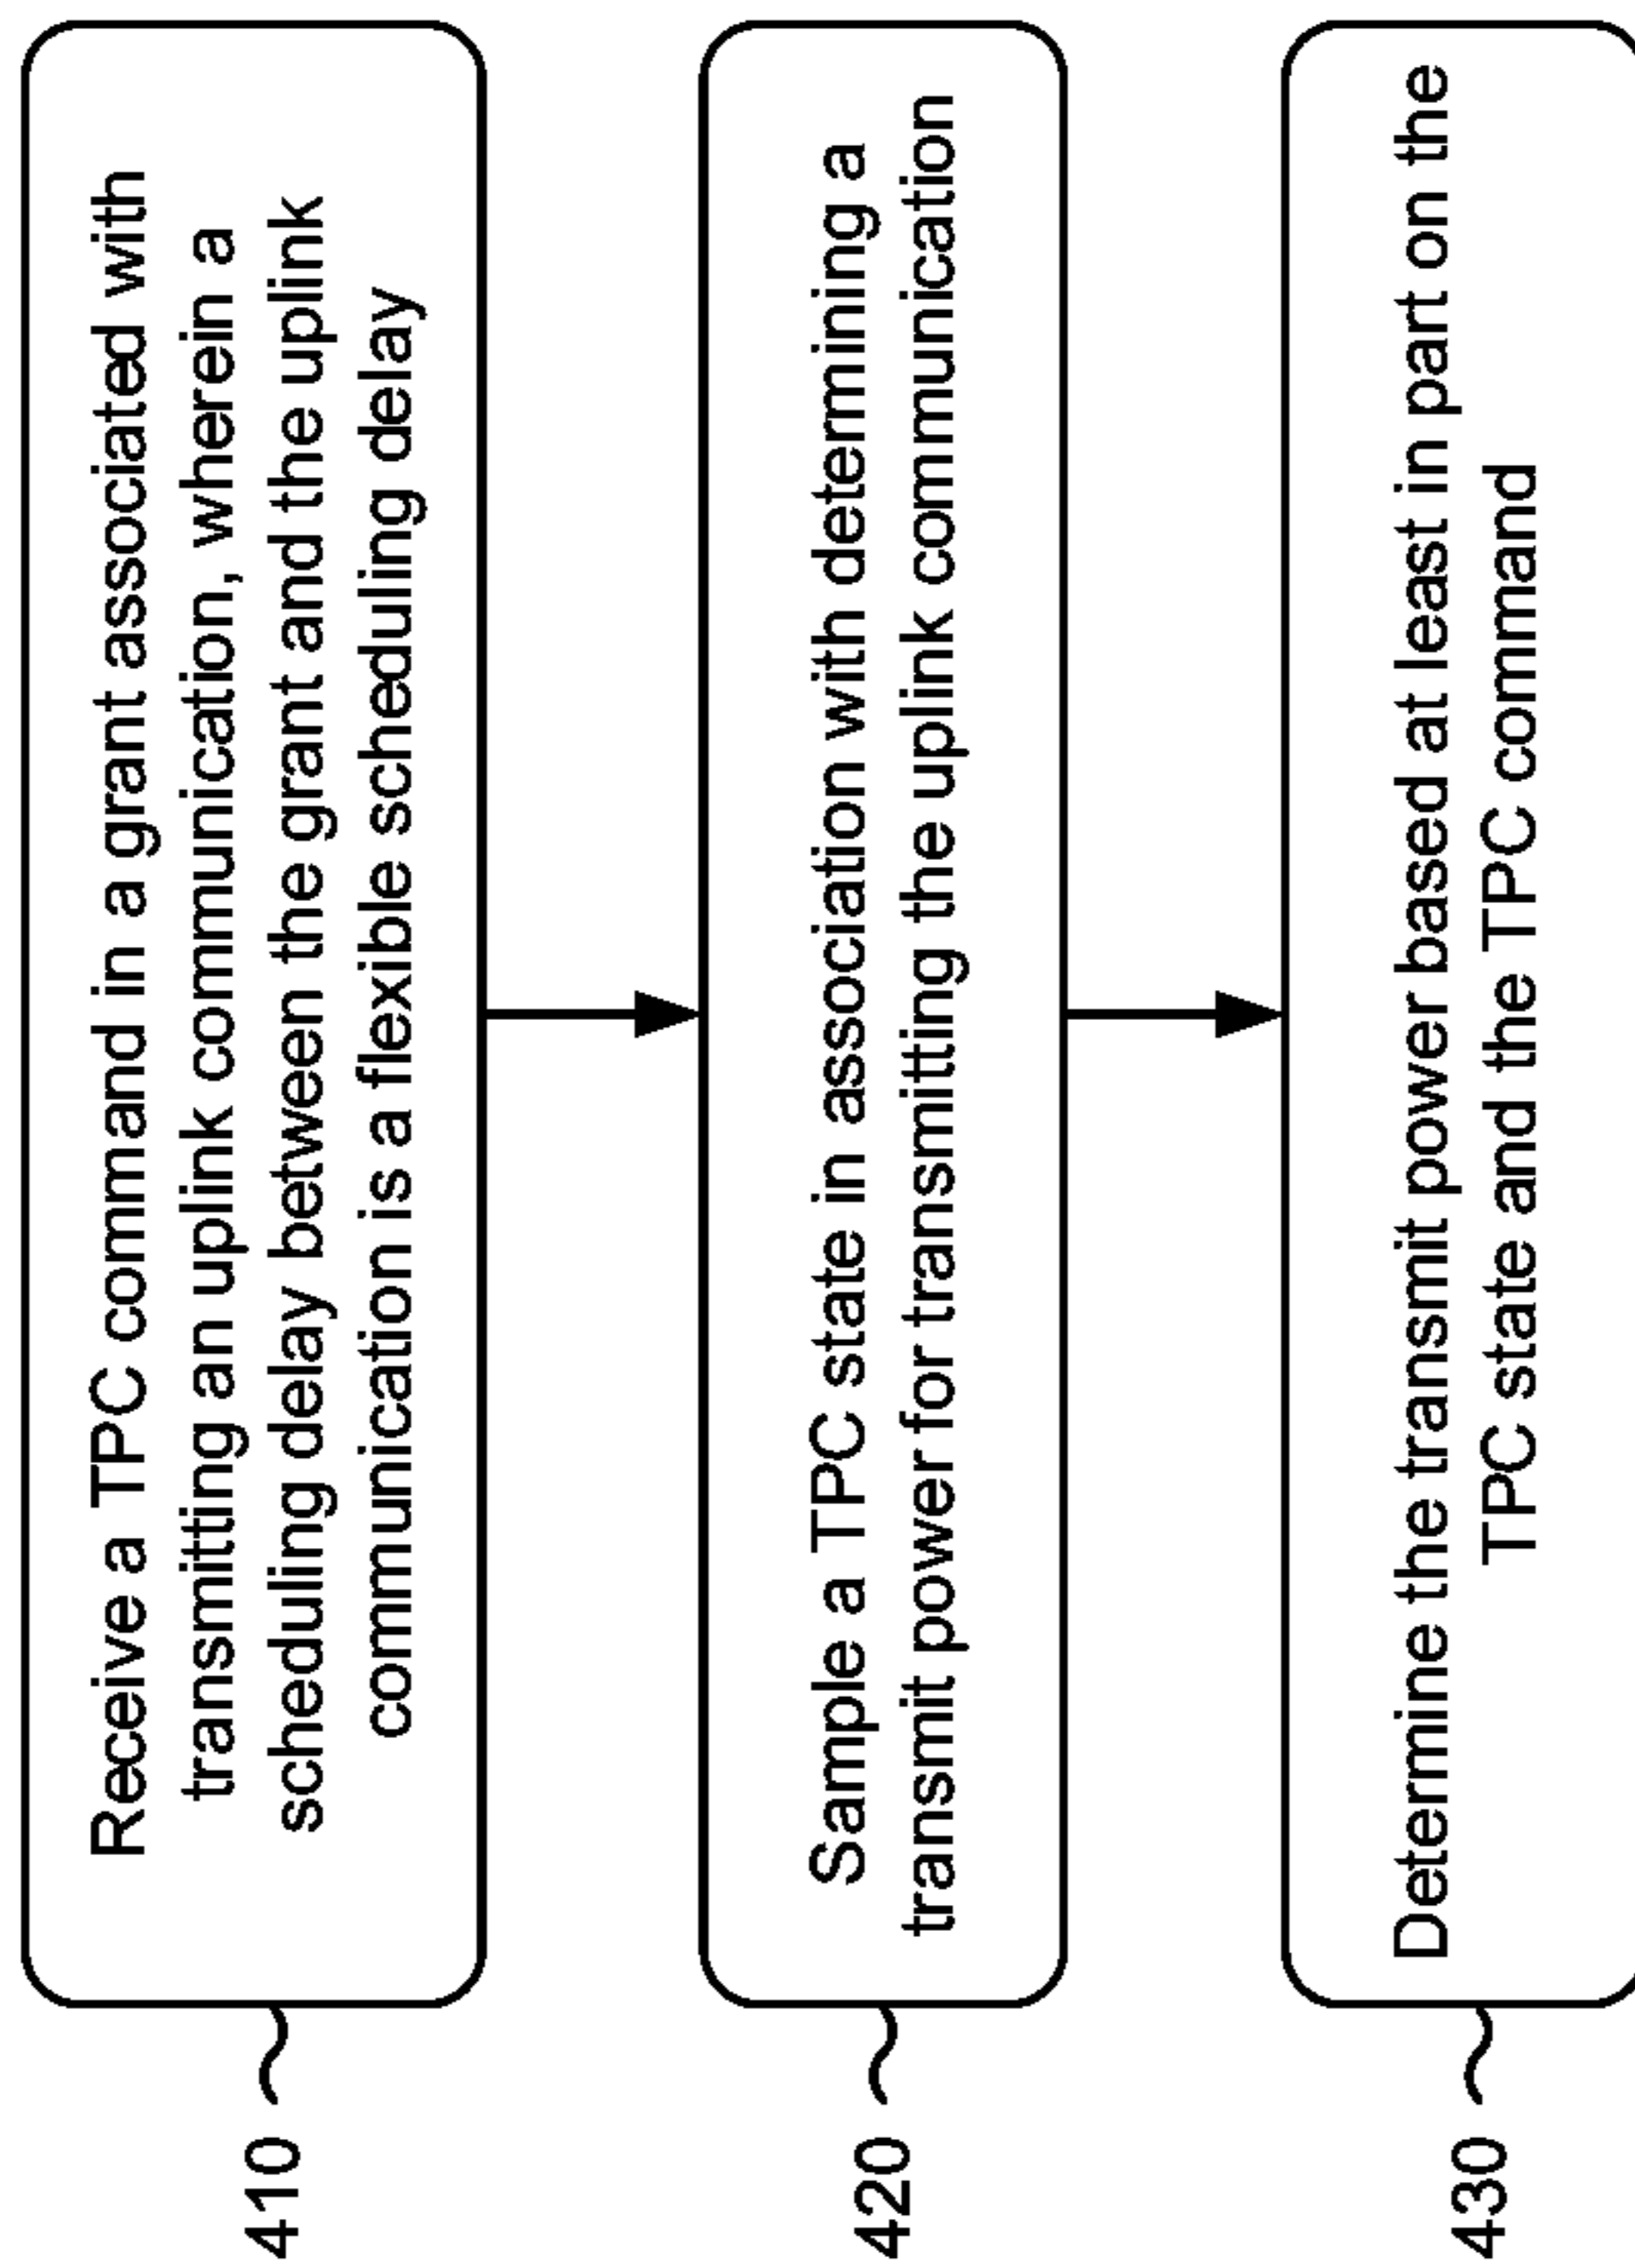 Receive a TPC command in a grant associated with
transmitting an uplink communication, wherein a
scheduling delay between the grant and the uplink
communication is a flexible scheduling delay
410
Sample a TPC state in association with determining a
transmit power for transmitting the uplink communication
420
Determine the transmit power based at least in part on the
TPC state and the TPC command
430